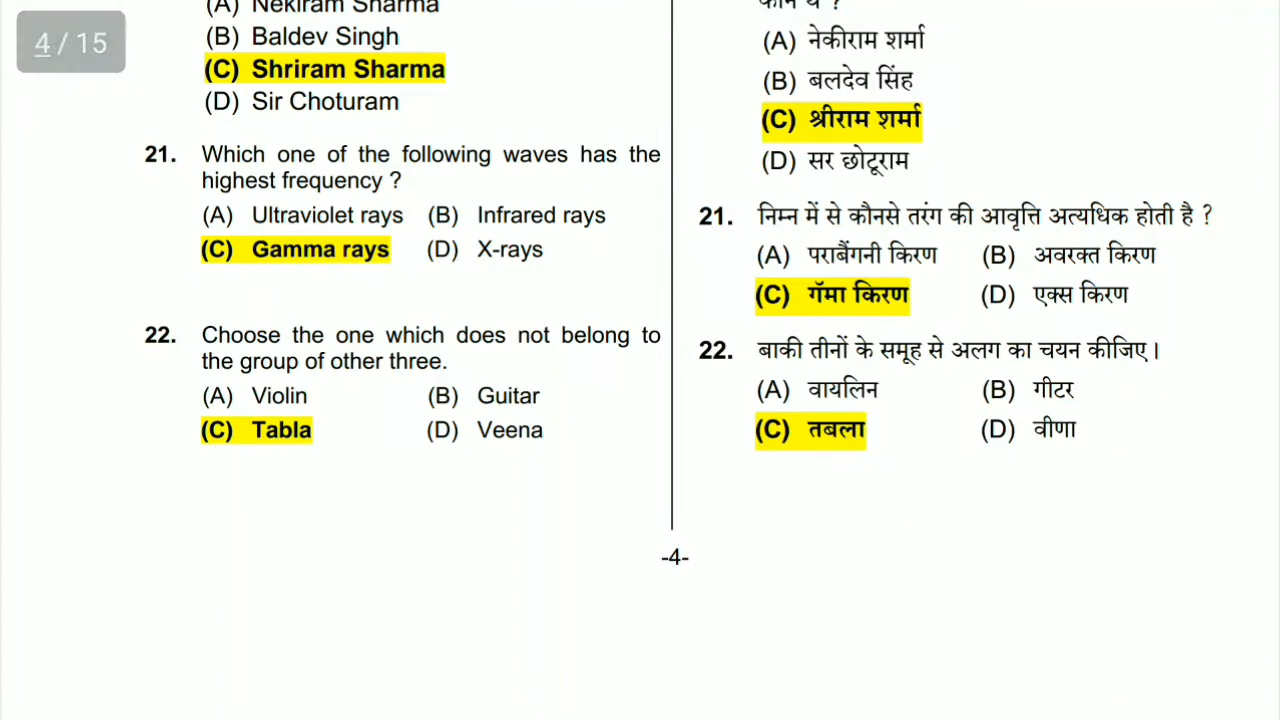 4 / 15
(A) Nekiram Sharma
(B) Baldev Singh
(C) Shriram Sharma
(D) Sir Choturam
21. Which one of the following waves has the
highest frequency ?
(A) Ultraviolet rays (B) Infrared rays
(C) Gamma rays (D) X-rays
22. Choose the one which does not belong to
the group of other three.
(A) Violin (B) Guitar
(C) Tabla (D) Veena
कौन थे ?
(A) नेकीराम शर्मा
(B) बलदेव सिंह
(C) श्रीराम शर्मा
(D) सर छोटूराम
21. निम्न में से कौनसे तरंग की आवृत्ति अत्यधिक होती है ?
(A) पराबैंगनी किरण (B) अवरक्त किरण
(C) गॅमा किरण (D) एक्स किरण
22. बाकी तीनों के समूह से अलग का चयन कीजिए।
(A) वायलिन (B) गीटर
(C) तबला (D) वीणा
-4-